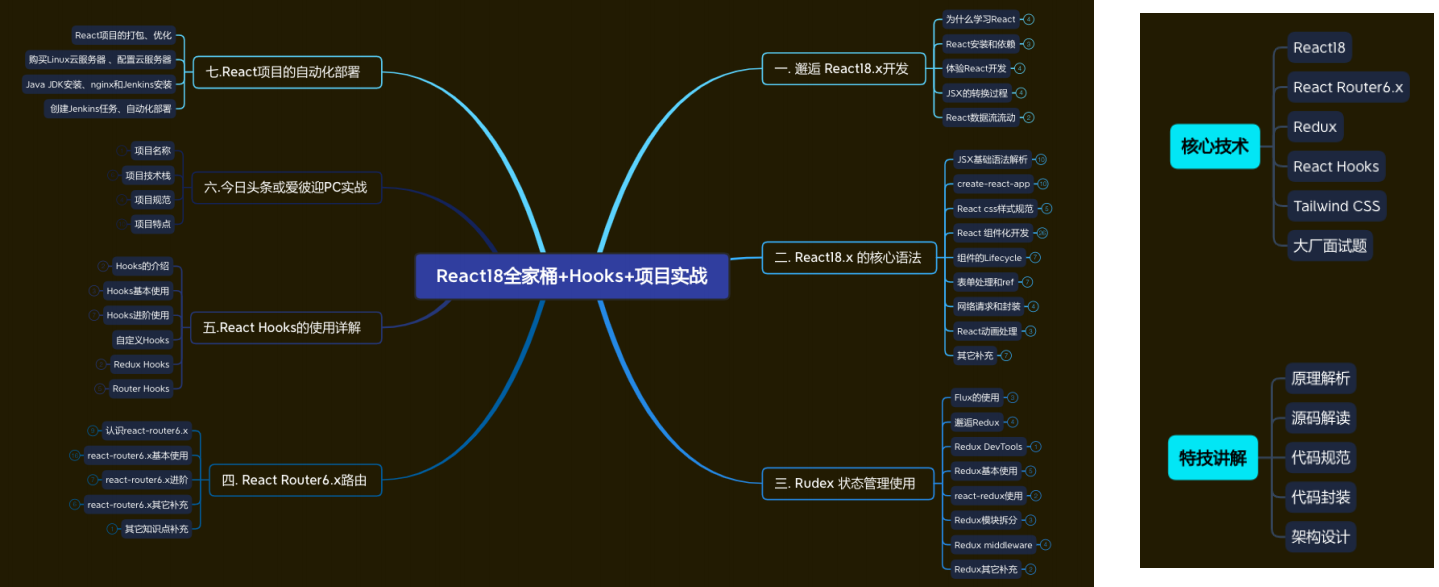 React18全家桶+Hooks+项目实战
一. 邂逅 React18.x开发
为什么学习React
4
React安装和依赖
3
体验React开发
4
JSX的转换过程
4
React数据流流动
2
二. React18.x 的核心语法
JSX基础语法解析
10
create-react-app
10
React css样式规范
React 组件化开发
组件的Lifecycle
7
表单处理和ref
7
网络请求和封装
4
React动画处理
3
其它补充
7
三. Rudex 状态管理使用
Flux的使用
邂逅Redux
Redux DevTools
Redux基本使用
react-redux使用
2
Redux模块拆分
3
Redux middleware
Redux其它补充
2
四. React Router6.x路由
认识react-router6.x
react-router6.x基本使用
react-router6.x进阶
react-router6.x其它补充
其它知识点补充
五.React Hooks的使用详解
Hooks的介绍
Hooks基本使用
Hooks进阶使用
自定义Hooks
Redux Hooks
Router Hooks
六.今日头条或爱彼迎PC实战
项目名称
项目技术栈
项目规范
项目特点
七.React项目的自动化部署
React项目的打包、优化
购买Linux云服务器 、配置云服务器
Java JDK安装、nginx和Jenkins安装
创建Jenkins任务、自动化部署
核心技术
React18
React Router6.x
Redux
React Hooks
Tailwind CSS
大厂面试题
特技讲解
原理解析
源码解读
代码规范
代码封装
架构设计